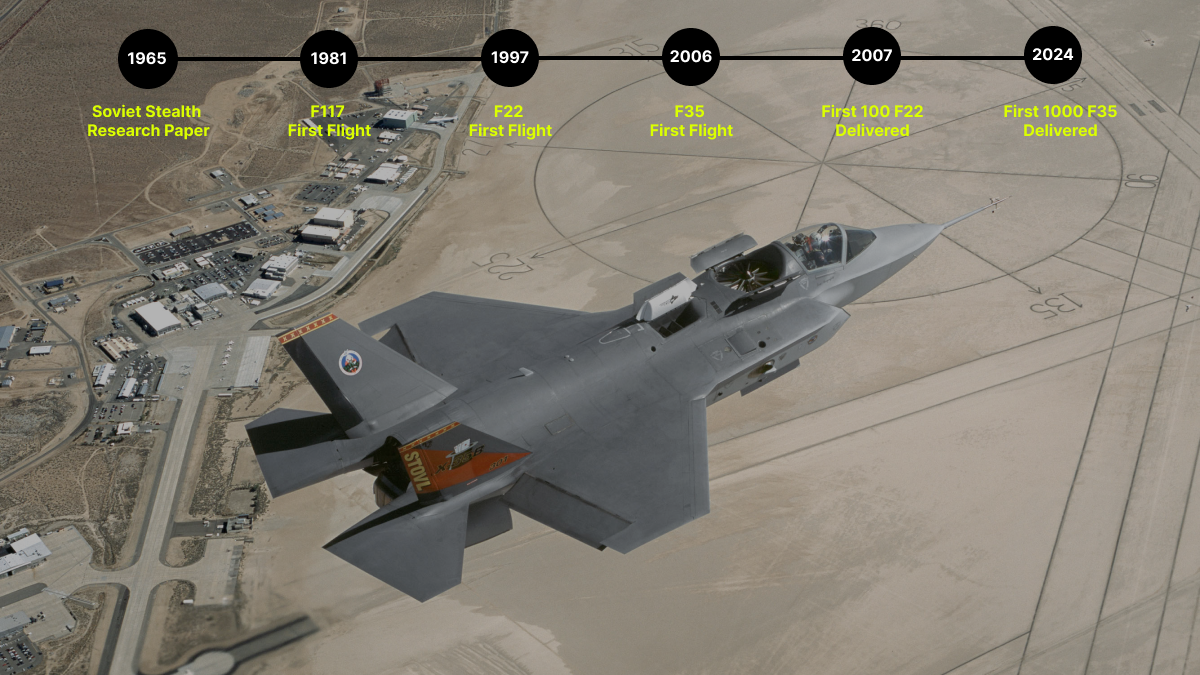 1965
1981
1997
2006
2007
2024
Soviet Stealth
Research Paper
F117
First Flight
F22
First Flight
F35
First Flight
First 100 F22
Delivered
First 1000 F35
Delivered
360
315
225
135
90
STOVL